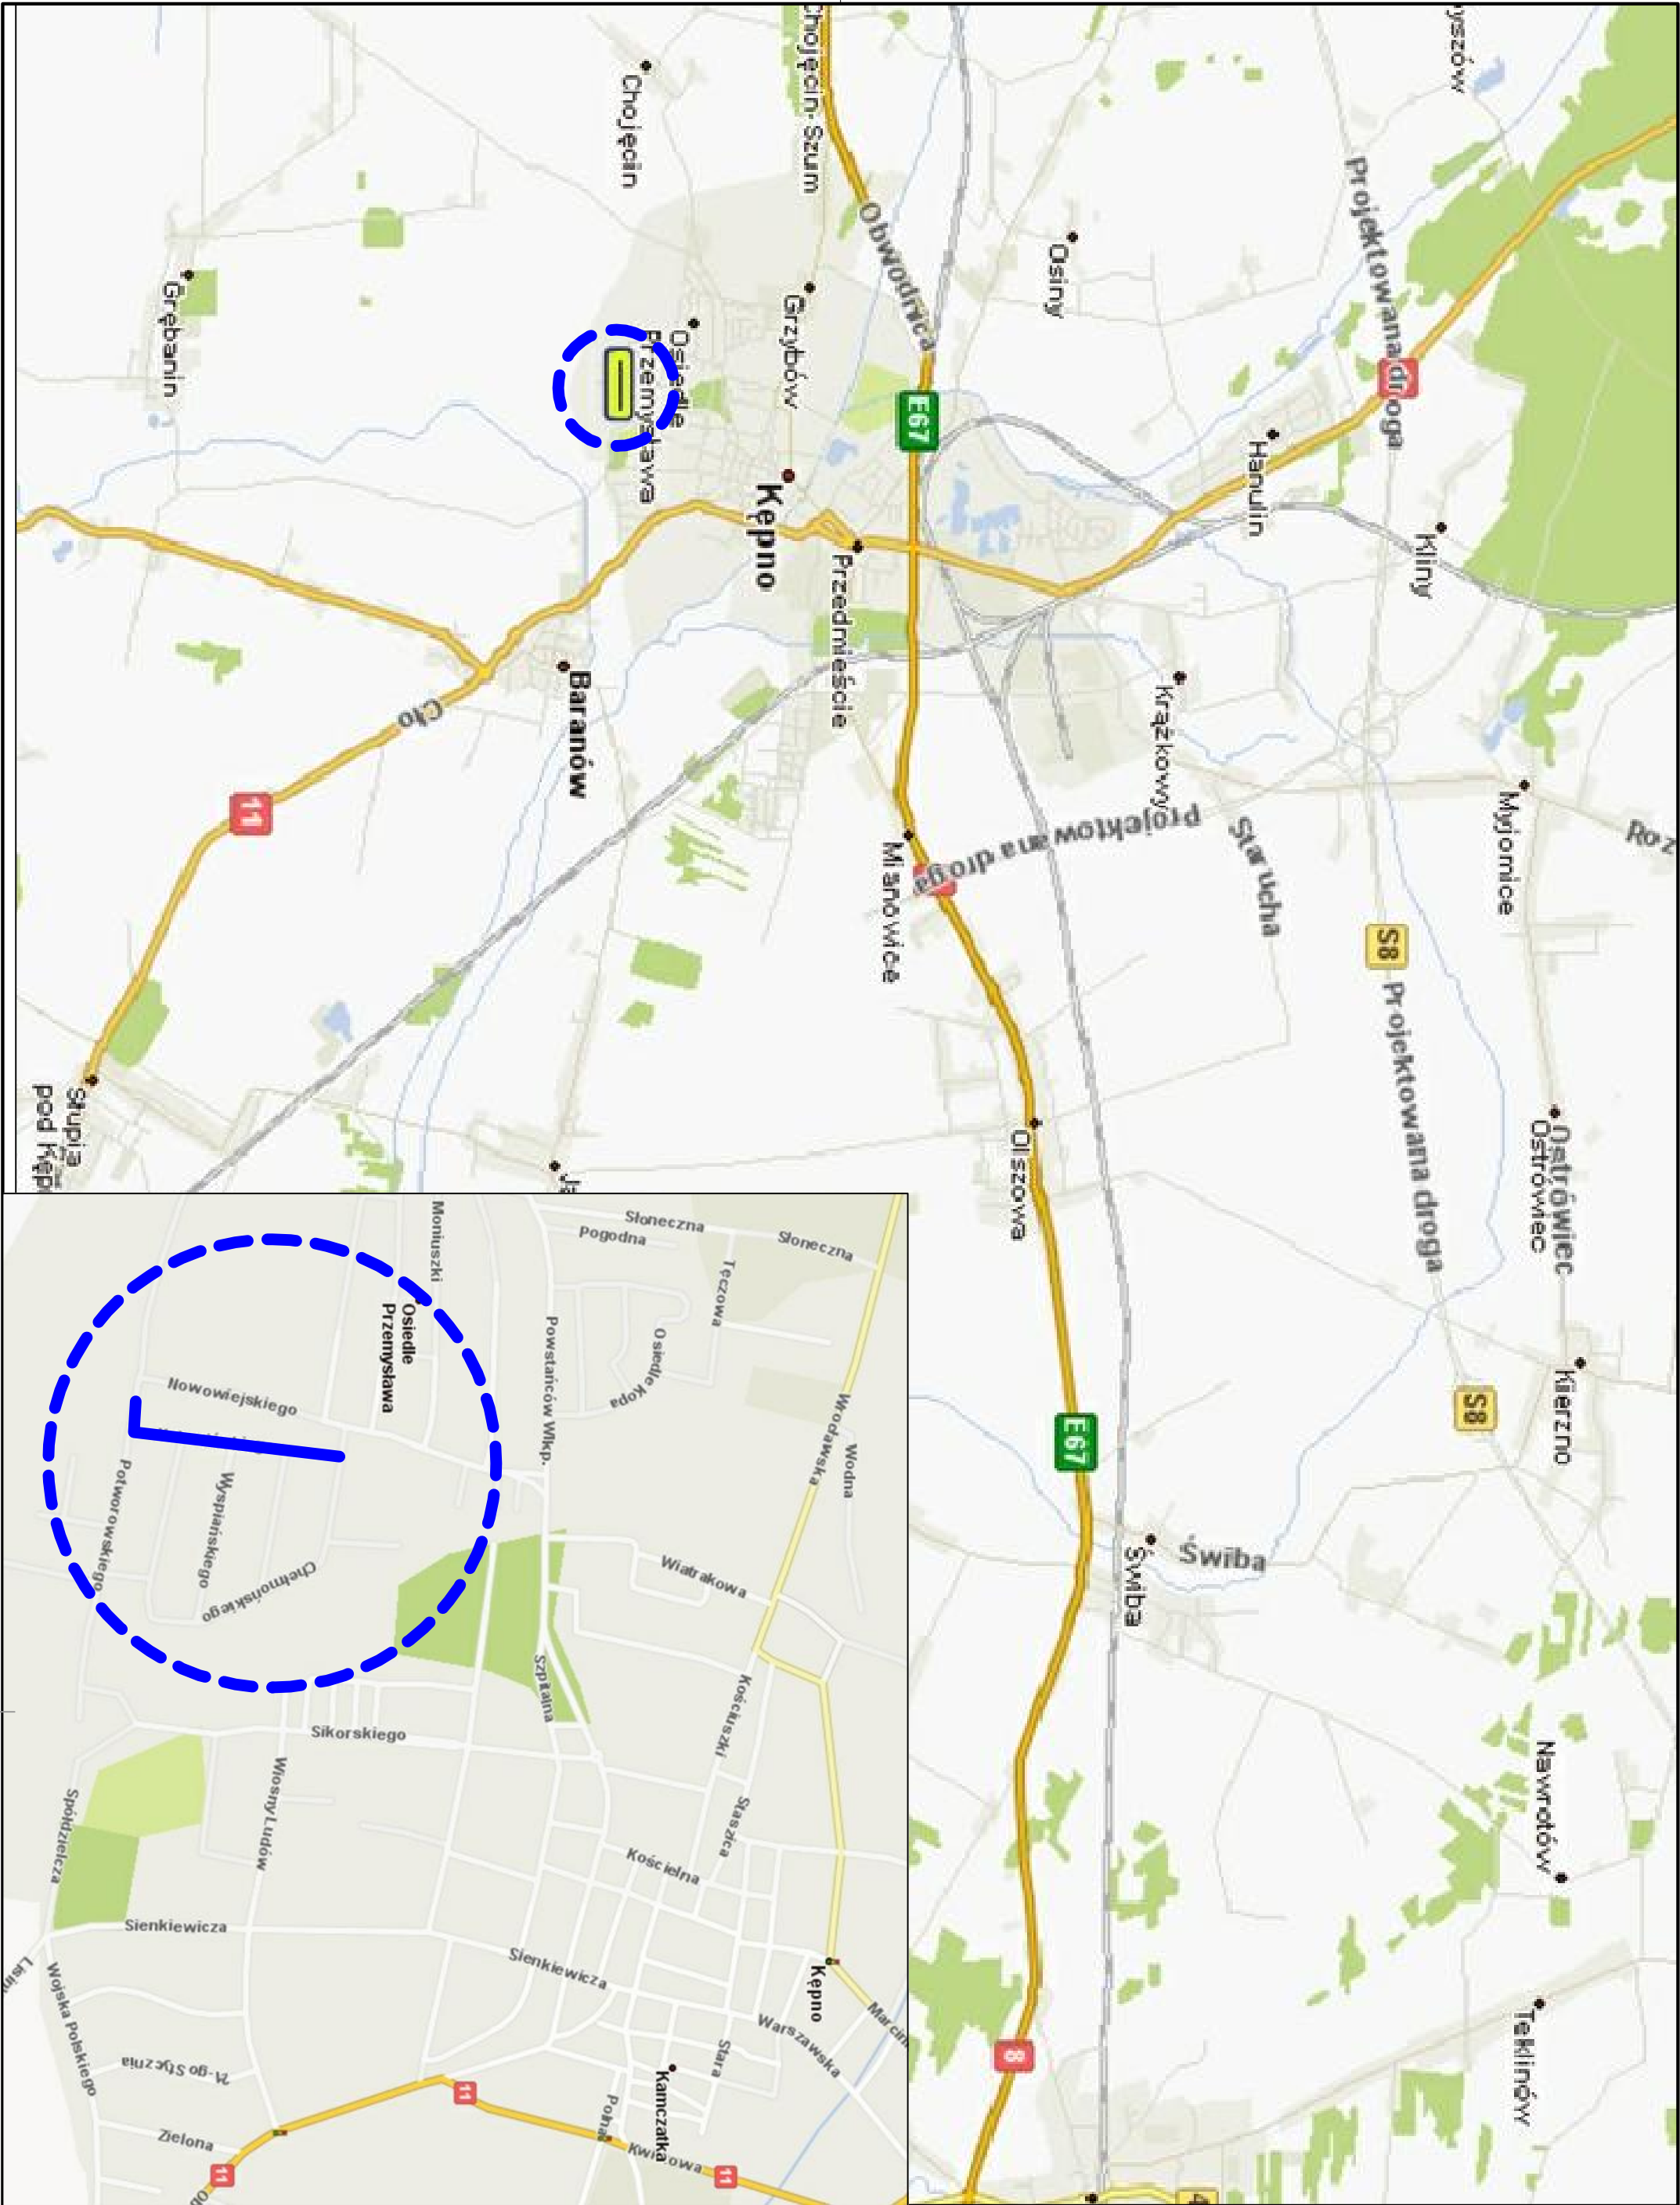 Chojęcin-Szum
Chojęcin
Obwodnica
Osiny
Projektowana droga
Grębanin
Grzybów
Osiedle
Przemysława
E67
Hanulin
Kliny
Kępno
Przedmieście
Baranów
Krążkowy
Cło
11
Projektowana droga
Starucha
Myjomice
Mianowice
S8
Projektowana droga
Słupia
Olszowa
Ostrówiec
Ostrówiec
Kierzno
S8
E67
Świba
Świba
Nawrotów
Teklinów
8
Moniuszki
Słoneczna
Pogodna
Słoneczna
Tęczowa
Osiedle
Przemysława
Powstańców Wlkp.
Osiedle Kopa
Nowowiejskiego
Wrocławska
Wodna
Potworowskiego
Wyspiańskiego
Chełmońskiego
Wiatrakowa
Szpitalna
Kościuszki
Sikorskiego
Wiosny Ludów
Staszica
Spółdzielcza
Kościelna
Sienkiewicza
Sienkiewicza
Kępno
Wojska Polskiego
Warszawska
Stara
21-go Stycznia
Kamczatka
11
Polna
Zielona
Kwiatowa
11
11